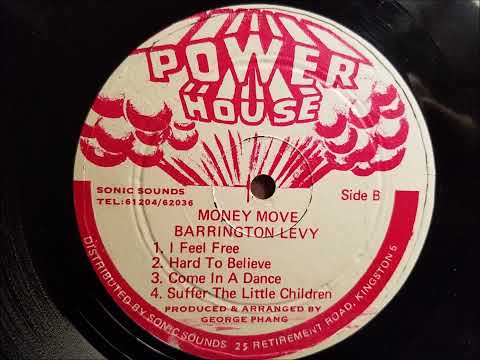 POWER
HOUSE
SONIC SOUNDS
TEL:61204/62036
Side B
MONEY MOVE
BARRINGTON LEVY
1. I Feel Free
2. Hard To Believe
3. Come In A Dance
4. Suffer The Little Children
PRODUCED & ARRANGED BY
GEORGE PHANG
DISTRIBUTED BY SONIC SOUNDS 25 RETIREMENT ROAD, KINGSTON 5